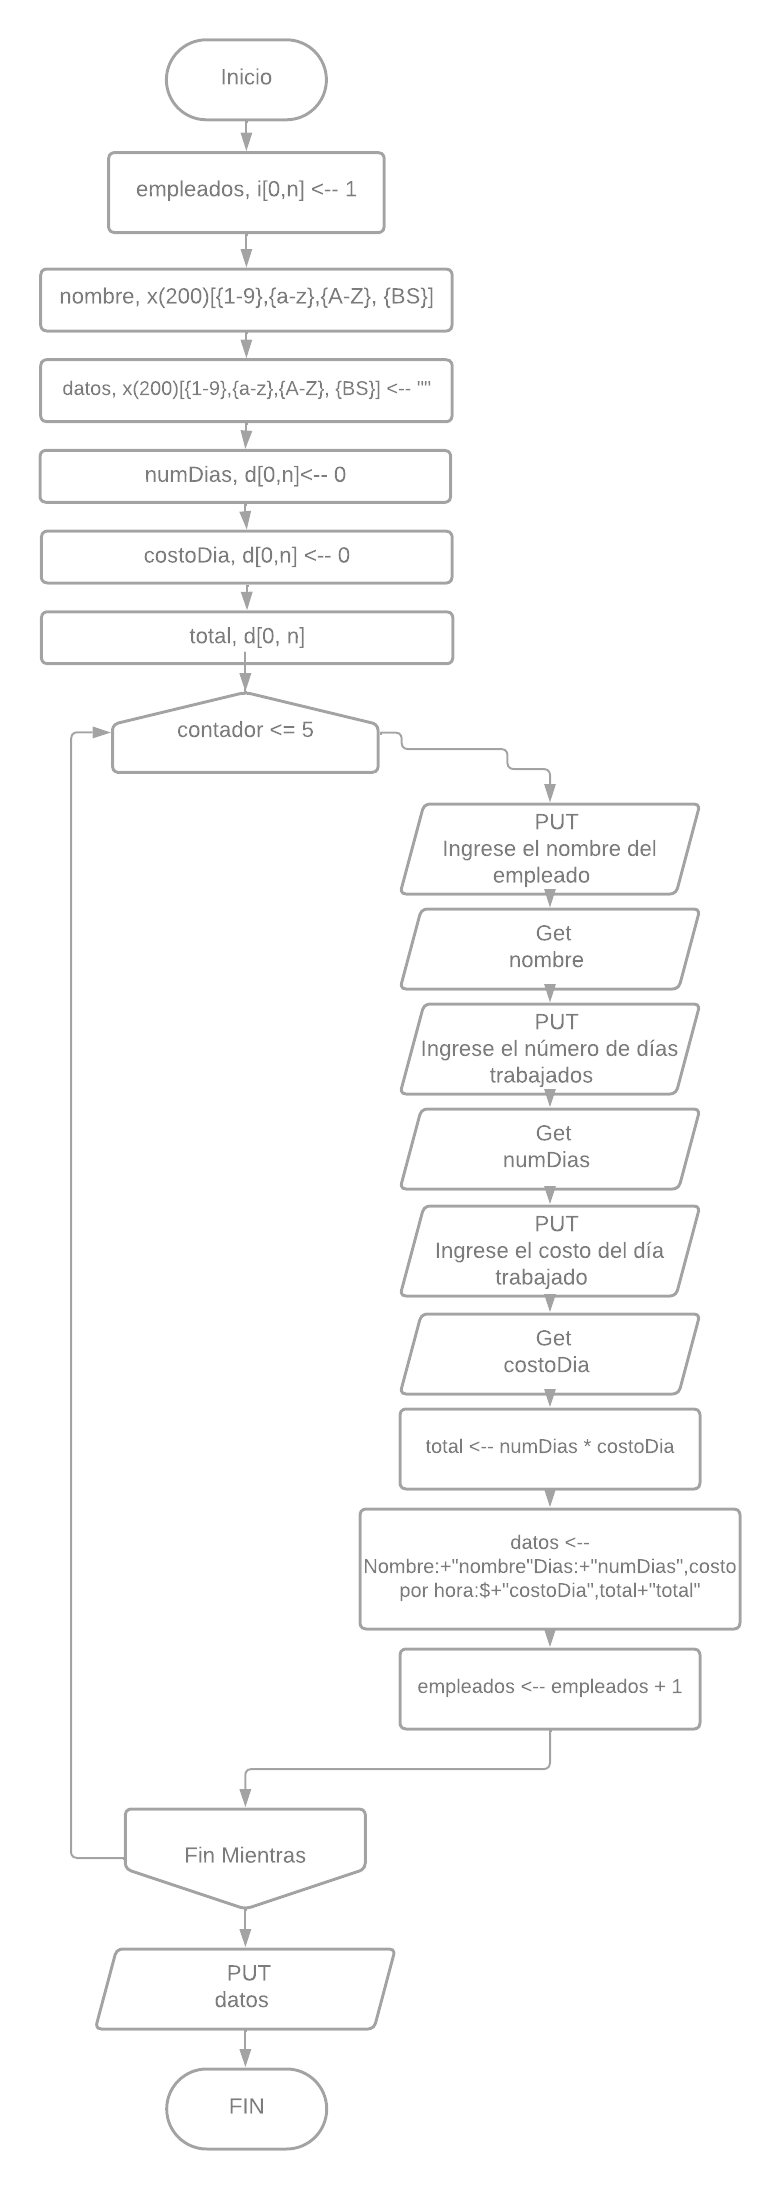 Inicio
empleados, i[0,n] <-- 1
nombre, x(200)[{1-9},{a-z},{A-Z}, {BS}]
datos, x(200)[{1-9},{a-z},{A-Z}, {BS}] <-- ""
numDias, d[0,n]<-- 0
costoDia, d[0,n] <-- 0
total, d[0, n]
contador <= 5
PUT
Ingrese el nombre del
empleado
Get
nombre
PUT
Ingrese el número de días
trabajados
Get
numDias
PUT
Ingrese el costo del día
trabajado
Get
costoDia
total <-- numDias * costoDia
datos <--
Nombre:+"nombre"Dias:+"numDias",costo
por hora:$+"costoDia",total+"total"
empleados <-- empleados + 1
Fin Mientras
PUT
datos
FIN